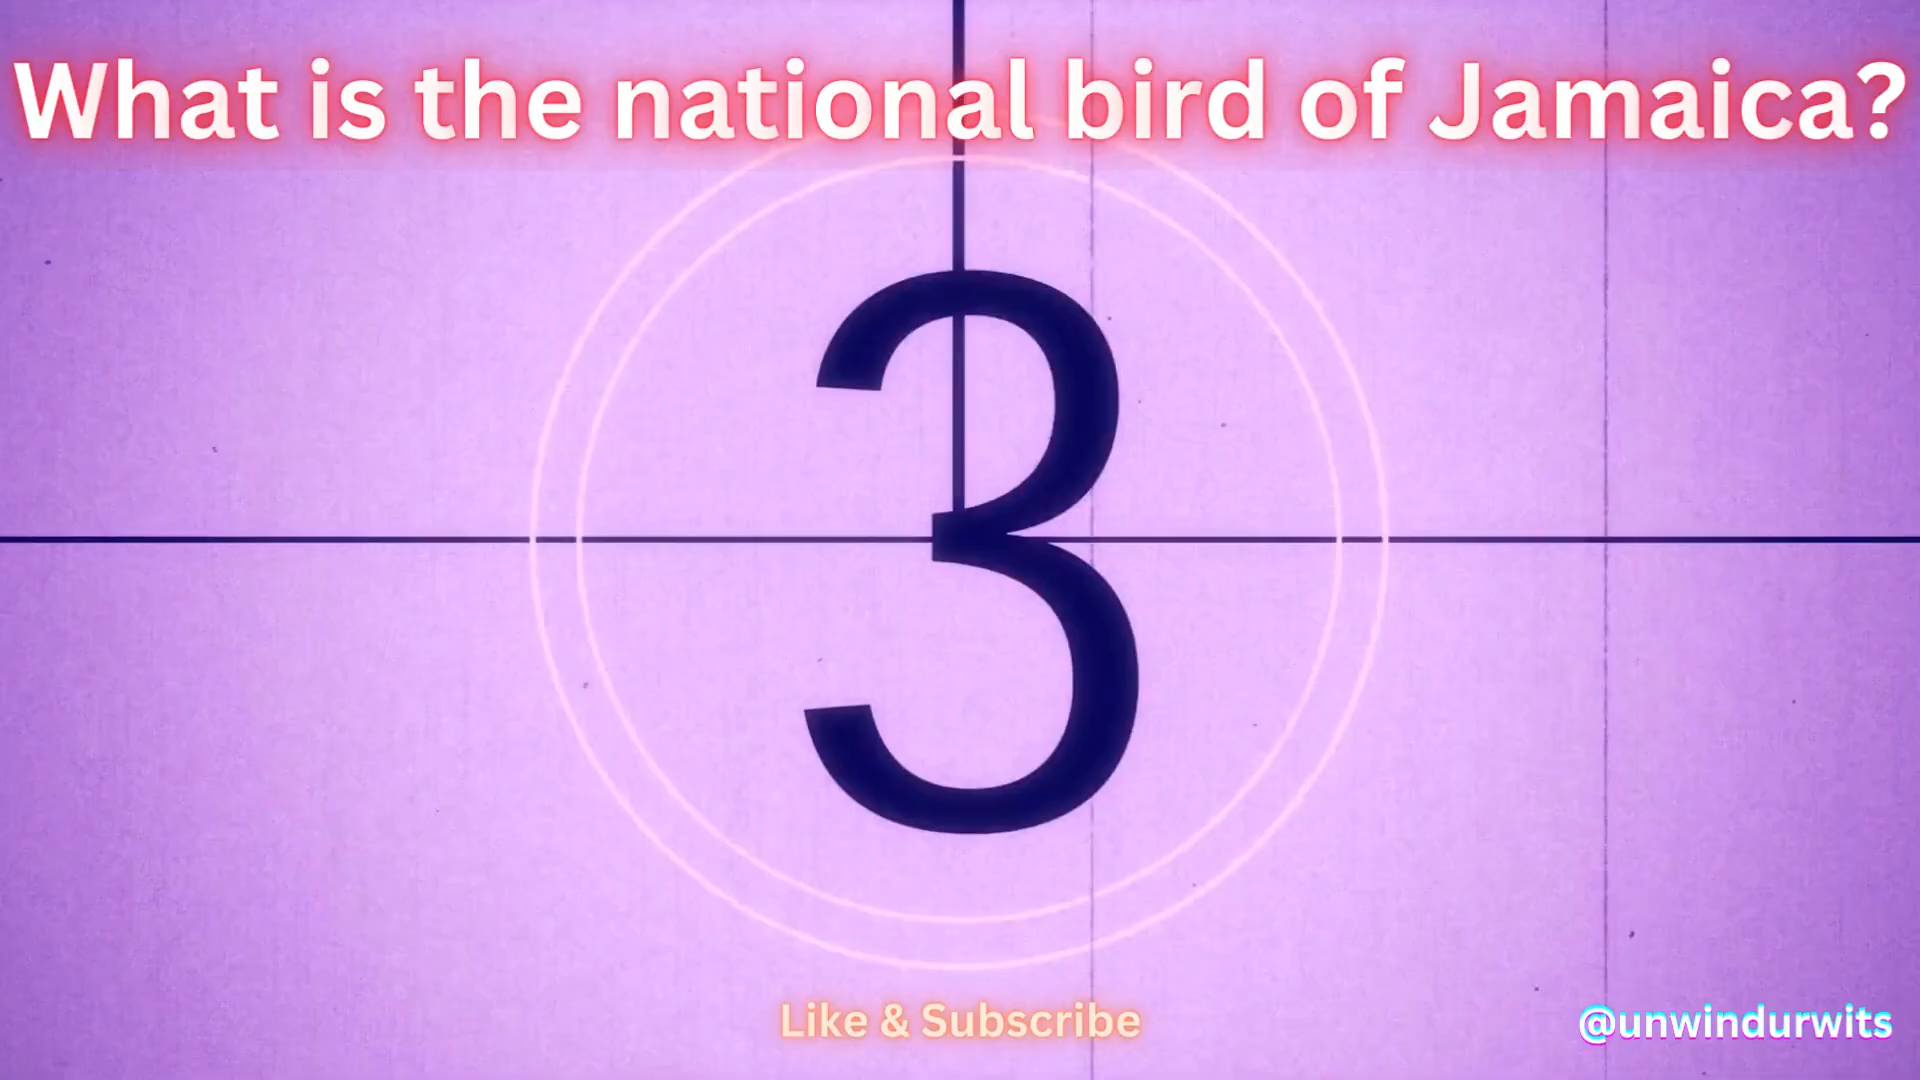 What is the national bird of Jamaica?
3
Like & Subscribe
@unwindurwits